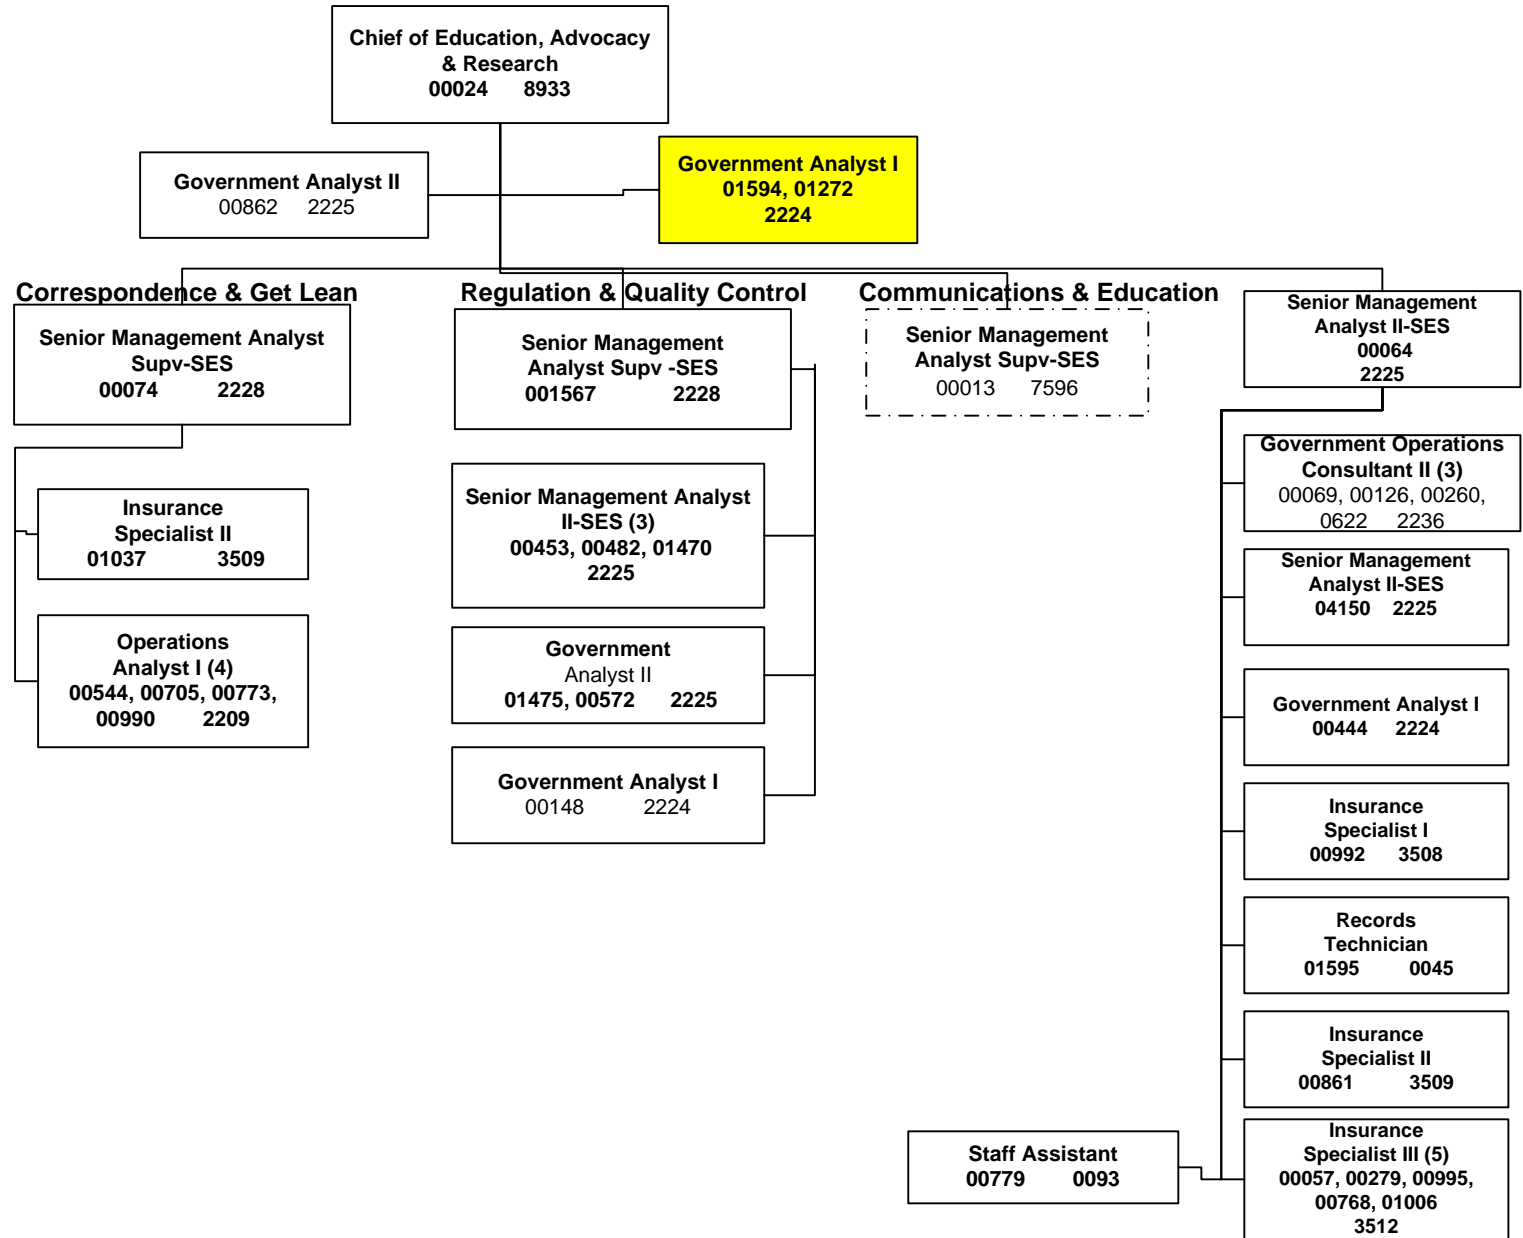 Chief of Education, Advocacy
& Research
00024 8933
Government Analyst II
00862 2225
Government Analyst I
01594, 01272
2224
Correspondence & Get Lean
Senior Management Analyst
Supv-SES
00074 2228
Insurance
Specialist II
01037 3509
Operations
Analyst I (4)
00544, 00705, 00773,
00990 2209
Regulation & Quality Control
Senior Management
Analyst Supv -SES
001567 2228
Senior Management Analyst
II-SES (3)
00453, 00482, 01470
2225
Government
Analyst II
01475, 00572 2225
Government Analyst I
00148 2224
Communications & Education
Senior Management
Analyst Supv-SES
00013 7596
Senior Management
Analyst II-SES
00064
2225
Government Operations
Consultant II (3)
00069, 00126, 00260,
0622 2236
Senior Management
Analyst II-SES
04150 2225
Government Analyst I
00444 2224
Insurance
Specialist I
00992 3508
Records
Technician
01595 0045
Insurance
Specialist II
00861 3509
Staff Assistant
00779 0093
Insurance
Specialist III (5)
00057, 00279, 00995,
00768, 01006
3512